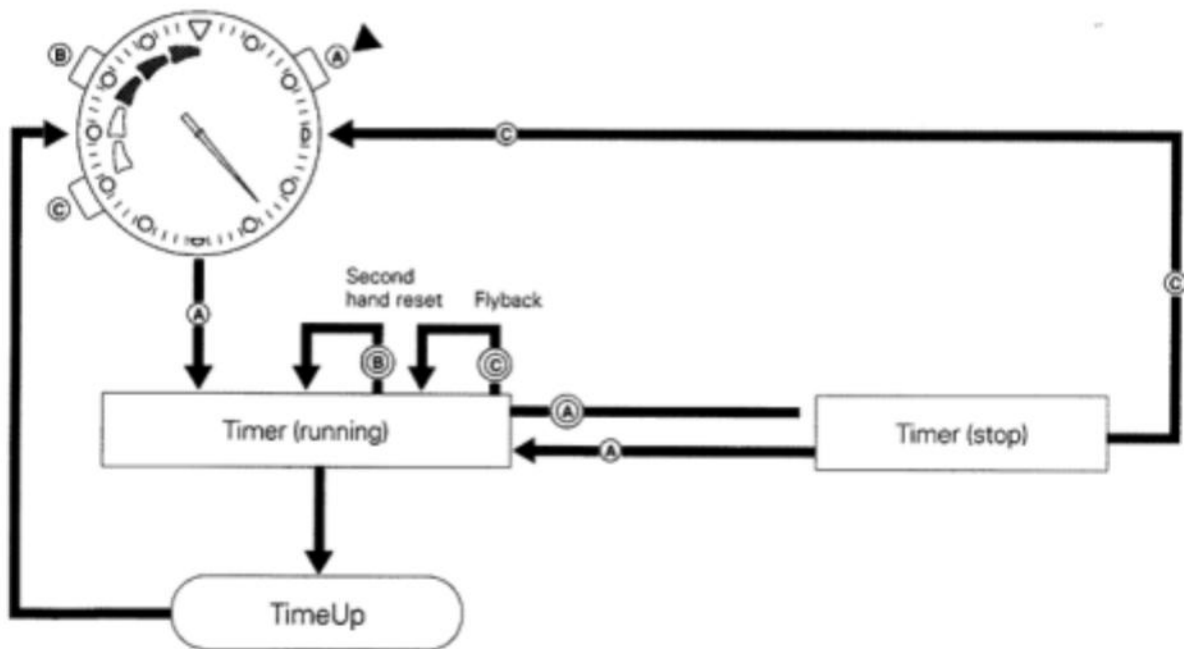 B
A
C
C
A
Second
hand reset
Flyback
B
C
C
Timer (running)
A
A
Timer (stop)
TimeUp